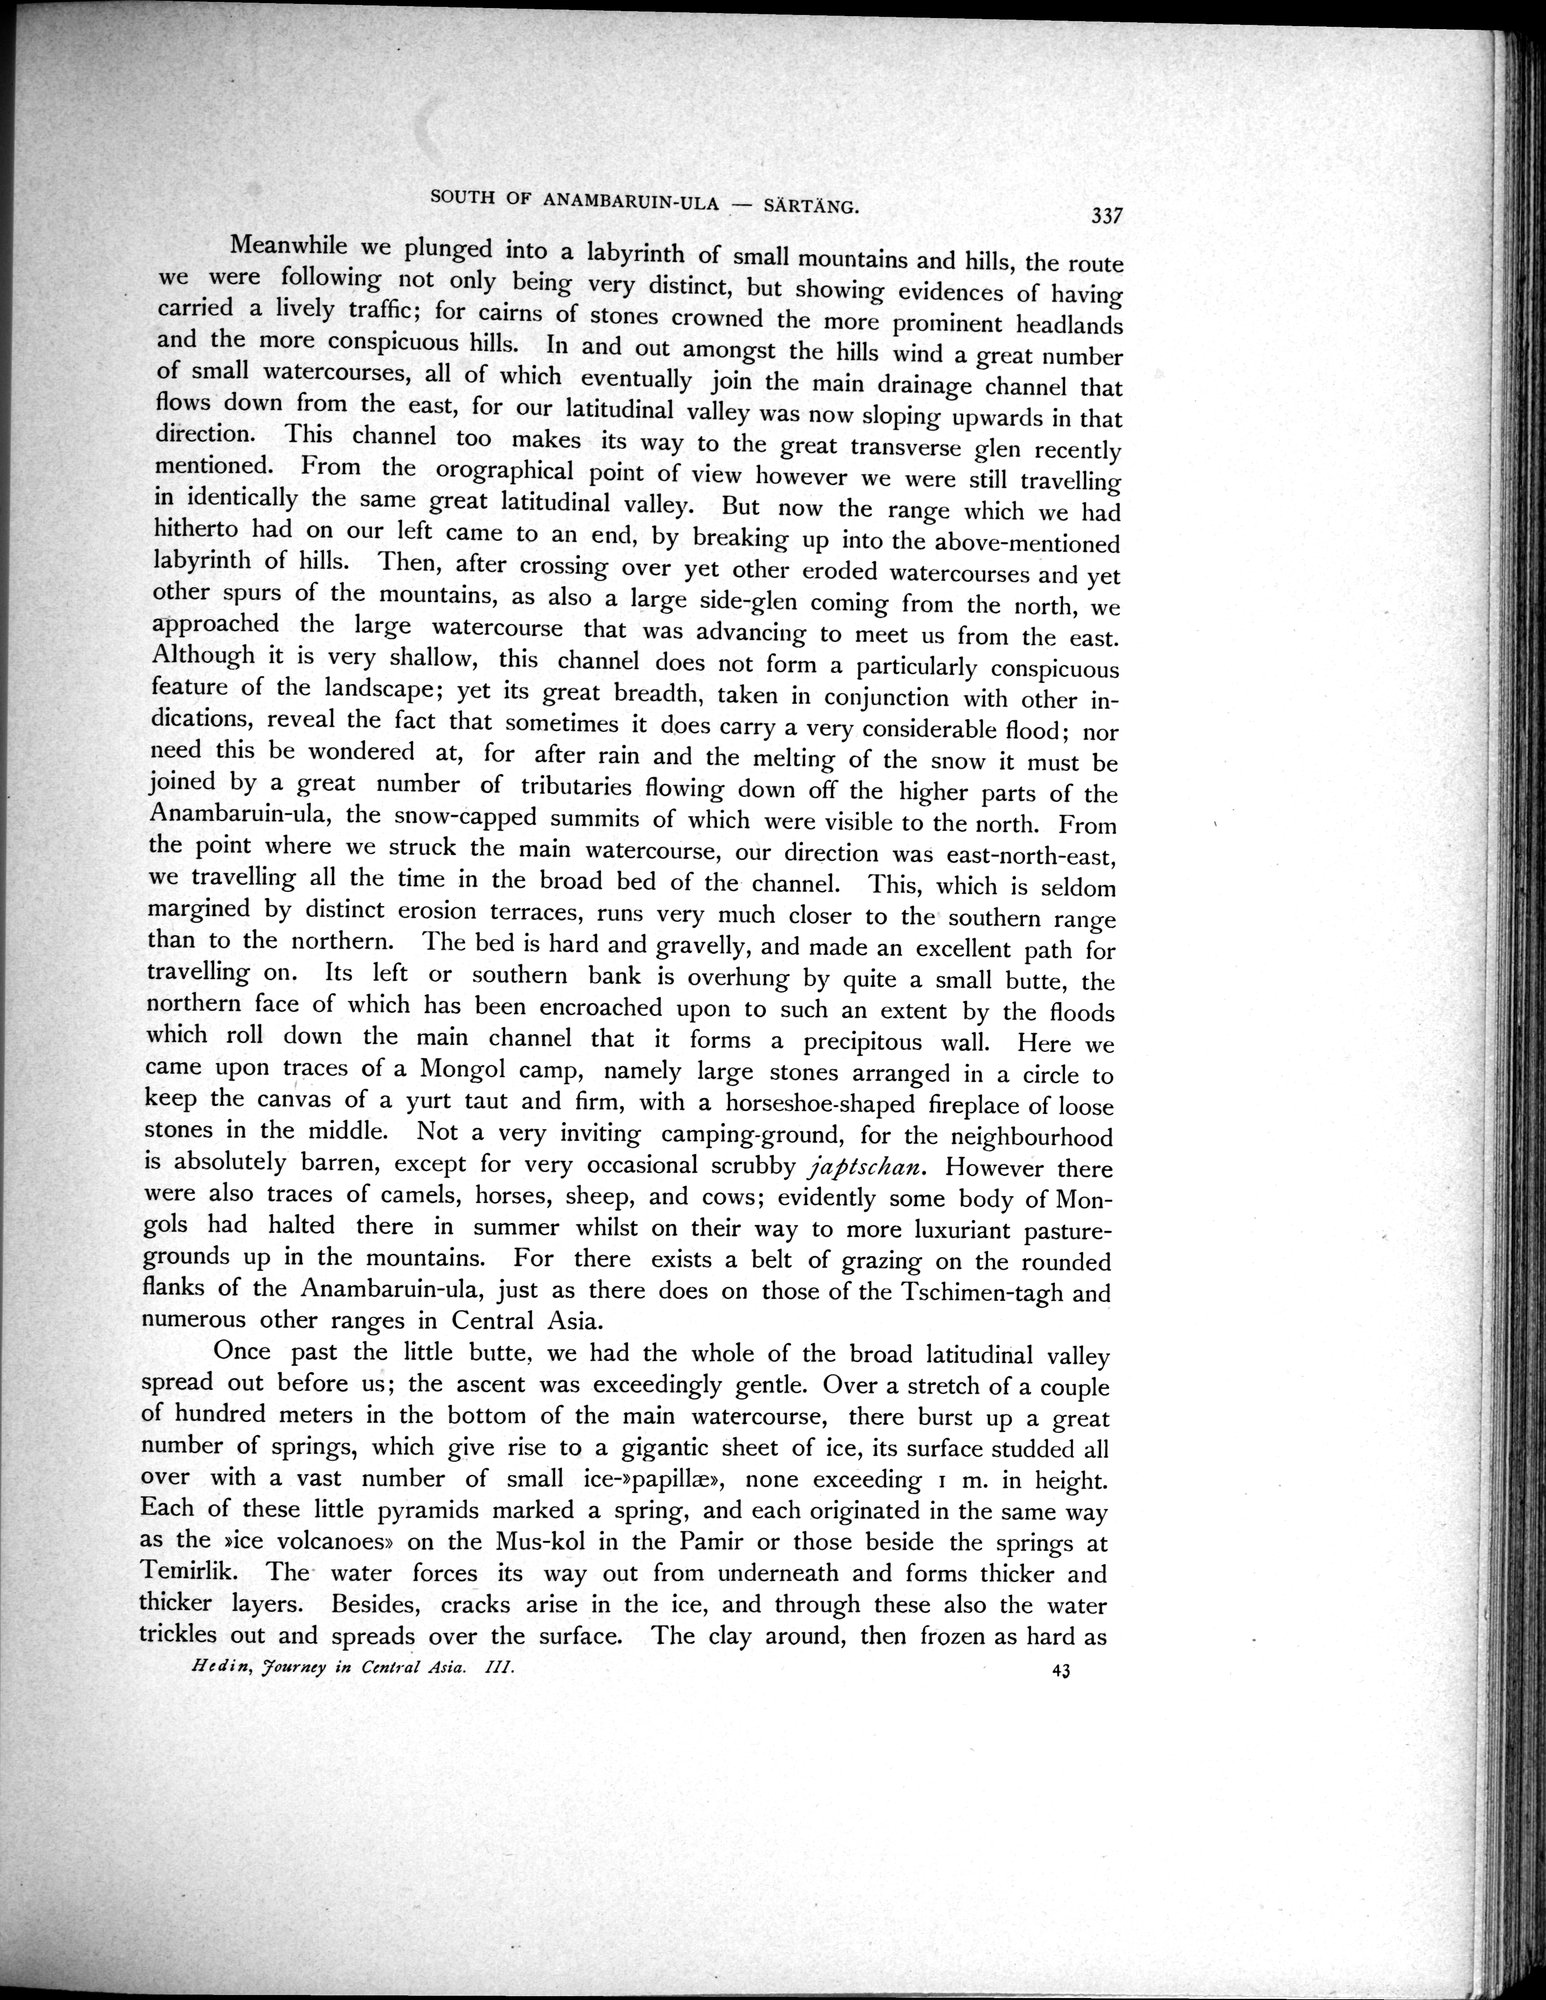 SOUTH OF ANAMBARUIN-ULA — SÄRTÄNG.
337
Meanwhile we plunged into a labyrinth of small mountains and hills, the route
we were following not only being very distinct, but showing evidences of having
carried a lively traffic; for cairns of stones crowned the more prominent headlands
and the more conspicuous hills. In and out amongst the hills wind a great number
of small watercourses, all of which eventually join the main drainage channel that
flows down from the east, for our latitudinal valley was now sloping upwards in that
direction. This channel too makes its way to the great transverse glen recently
mentioned. From the orographical point of view however we were still travelling
in identically the same great latitudinal valley. But now the range which we had
hitherto had on our left came to an end, by breaking up into the above-mentioned
labyrinth of hills. Then, after crossing over yet other eroded watercourses and yet
other spurs of the mountains, as also a large side-glen coming from the north, we
approached the large watercourse that was advancing to meet us from the east.
Although it is very shallow, this channel does not form a particularly conspicuous
feature of the landscape; yet its great breadth, taken in conjunction with other in-
dications, reveal the fact that sometimes it does carry a very considerable flood; nor
need this be wondered at, for after rain and the melting of the snow it must be
joined by a great number of tributaries flowing down off the higher parts of the
Anambaruin-ula, the snow-capped summits of which were visible to the north. From
the point where we struck the main watercourse, our direction was east-north-east,
we travelling all the time in the broad bed of the channel. This, which is seldom
margined by distinct erosion terraces, runs very much closer to the southern range
than to the northern. The bed is hard and gravelly, and made an excellent path for
travelling on. Its left or southern bank is overhung by quite a small butte, the
northern face of which has been encroached upon to such an extent by the floods
which roll down the main channel that it forms a precipitous wall. Here we
came upon traces of a Mongol camp, namely large stones arranged in a circle to
keep the canvas of a yurt taut and firm, with a horseshoe-shaped fireplace of loose
stones in the middle. Not a very inviting camping-ground, for the neighbourhood
is absolutely barren, except for very occasional scrubby japtschan. However there
were also traces of camels, horses, sheep, and cows; evidently some body of Mon-
gols had halted there in summer whilst on their way to more luxuriant pasture-
grounds up in the mountains. For there exists a belt of grazing on the rounded
flanks of the Anambaruin-ula, just as there does on those of the Tschimen-tagh and
numerous other ranges in Central Asia.
Once past the little butte, we had the whole of the broad latitudinal valley
spread out before us; the ascent was exceedingly gentle. Over a stretch of a couple
of hundred meters in the bottom of the main watercourse, there burst up a great
number of springs, which give rise to a gigantic sheet of ice, its surface studded all
over with a vast number of small ice-»papillæ», none exceeding 1 m. in height.
Each of these little pyramids marked a spring, and each originated in the same way
as the »ice volcanoes» on the Mus-kol in the Pamir or those beside the springs at
Temirlik. The water forces its way out from underneath and forms thicker and
thicker layers. Besides, cracks arise in the ice, and through these also the water
trickles out and spreads over the surface. The clay around, then frozen as hard as
Hedin, Journey in Central Asia. III.
43